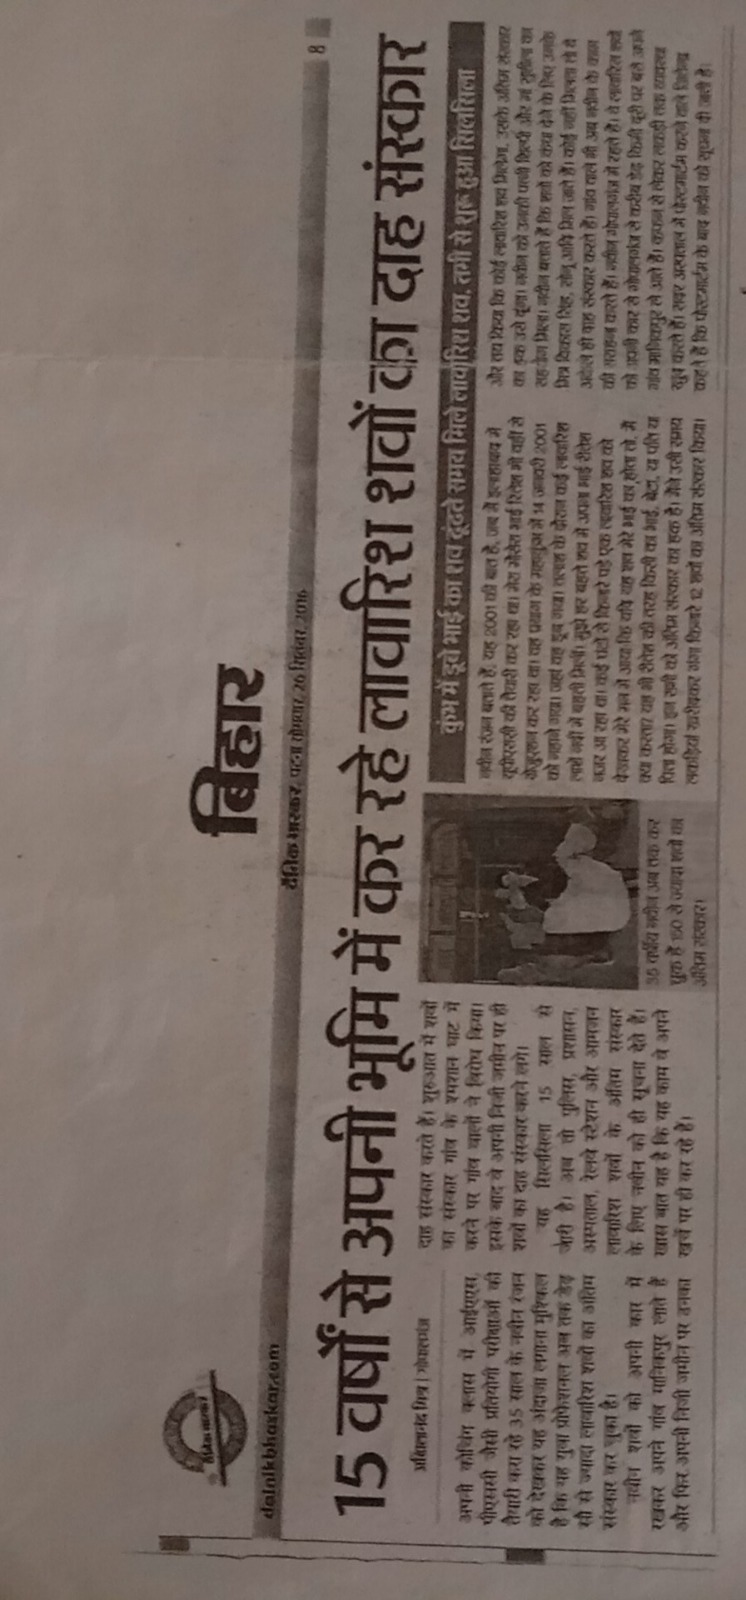 दैनिक भास्कर
बिहार
dainikbhaskar.com
दैनिक भास्कर, पटना सोमवार, 26 सितंबर, 2016
8
15 वर्षों से अपनी भूमि में कर रहे लावारिश शवों का दाह संस्कार
अखिलानंद मिश्र | गोपालगंज
अपनी कोचिंग क्लास में आईएएस,
पीएससी जैसी प्रतियोगी परीक्षाओं की
तैयारी करा रहे 35 साल के नवीन रंजन
को देखकर यह अंदाजा लगाना मुश्किल
है कि यह युवा प्रोफेशनल अब तक डेढ़
सौ से ज्यादा लावारिश शवों का अंतिम
संस्कार कर चुका है।
नवीन शवों को अपनी कार में
रखकर अपने गांव मानिकपुर लाते हैं
और फिर अपनी निजी जमीन पर उनका
दाह संस्कार करते हैं। शुरुआत में शवों
का संस्कार गांव के श्मशान घाट में
करने पर गांव वालों ने विरोध किया।
इसके बाद वे अपनी निजी जमीन पर ही
शवों का दाह संस्कार करने लगे।
यह सिलसिला 15 साल से
जारी है। अब तो पुलिस, प्रशासन,
अस्पताल, रेलवे स्टेशन और आमजन
लावारिश शवों के अंतिम संस्कार
के लिए नवीन को ही सूचना देते हैं।
खास बात यह है कि यह काम वे अपने
खर्चे पर ही कर रहे हैं।
35 वर्षीय नवीन अब तक कर
चुक हैं 150 से ज्यादा शवों का
अंतिम संस्कार।
कुंभ में डूबे भाई का शव ढूंढते समय मिले लावारिश शव, तभी से शुरू हुआ सिलसिला
नवीन रंजन बताते हैं, यह 2001 की बात है, जब मैं इलाहाबाद में
यूपीएससी की तैयारी कर रहा था। मेरा मौसेरा भाई रितेश भी वहीं से
ग्रेजुएशन कर रहा था। वह प्रयाग के महाकुंभ में 14 जनवरी 2001
को नहाने गया। जहां वह डूब गया। तलाश के दौरान कई लावारिश
लाशें नदी में बहती मिलीं। मुझे हर बहते शव में अपना भाई रीतेश
नजर आ रहा था। कई घंटों से किनारे पड़े एक लावारिश शव को
देखकर मेरे मन में आया कि यदि यह शव मेरे भाई का होता तो, मैं
क्या करता? यह भी रीतेश की तरह किसी का भाई, बेटा, या पति या
पिता होगा। इन सभी को अंतिम संस्कार का हक है। मैंने उसी समय
लकड़ियां खरीदकर गंगा किनारे 12 शवों का अंतिम संस्कार किया।
और तय किया कि कोई लावारिश शव मिलेगा, उसके अंतिम संस्कार
का हक उसे दूंगा। नवीन को उनकी पत्नी शिल्पी और मां सुशीला का
सहयोग मिला। नवीन बताते हैं कि शवों को कंधा देने के लिए उनके
मित्र विकास सिंह, सोनू आदि मिल जाते हैं। कोई नहीं मिलता तो वे
अकेले ही दाह संस्कार करते हैं। गांव वाले भी अब नवीन के काम
की सराहना करते हैं। नवीन गोपालगंज में रहते हैं। वे लावारिस शवों
को अपनी कार से गोपालगंज से करीब डेढ़ किमी दूरी पर बसे अपने
गांव मानिकपुर ले आते हैं। कफन से लेकर लकड़ी तक व्यवस्था
खुद करते हैं। सदर अस्पताल में पोस्टमार्टम करने वाले जितेन्द्र
कहते हैं कि पोस्टमार्टम के बाद नवीन को सूचना दी जाती है।